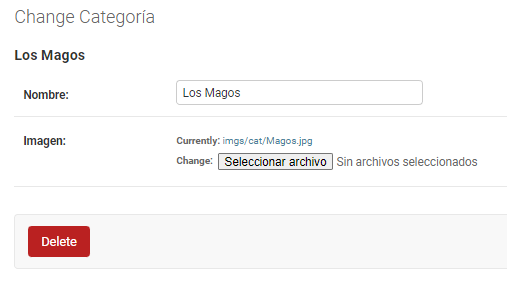 Change Categoría
Los Magos
Nombre: Los Magos
Imagen: Currently: imgs/cat/Magos.jpg
Change: Seleccionar archivo Sin archivos seleccionados
Delete